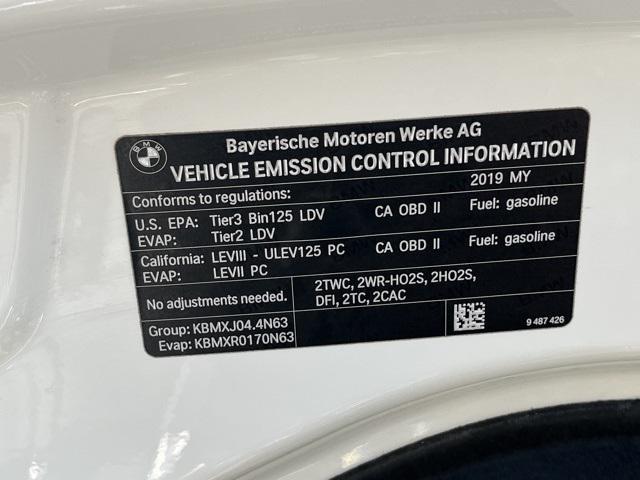 BMW
Bayerische Motoren Werke AG
VEHICLE EMISSION CONTROL INFORMATION
Conforms to regulations: 2019 MY
U.S. EPA: Tier3 Bin125 LDV CA OBD II Fuel: gasoline
EVAP: Tier2 LDV
California: LEVIII - ULEV125 PC CA OBD II Fuel: gasoline
EVAP: LEVII PC
No adjustments needed.
2TWC, 2WR-HO2S, 2HO2S,
DFI, 2TC, 2CAC
Group: KBMXJ04.4N63
Evap: KBMXR0170N63
9 487 426